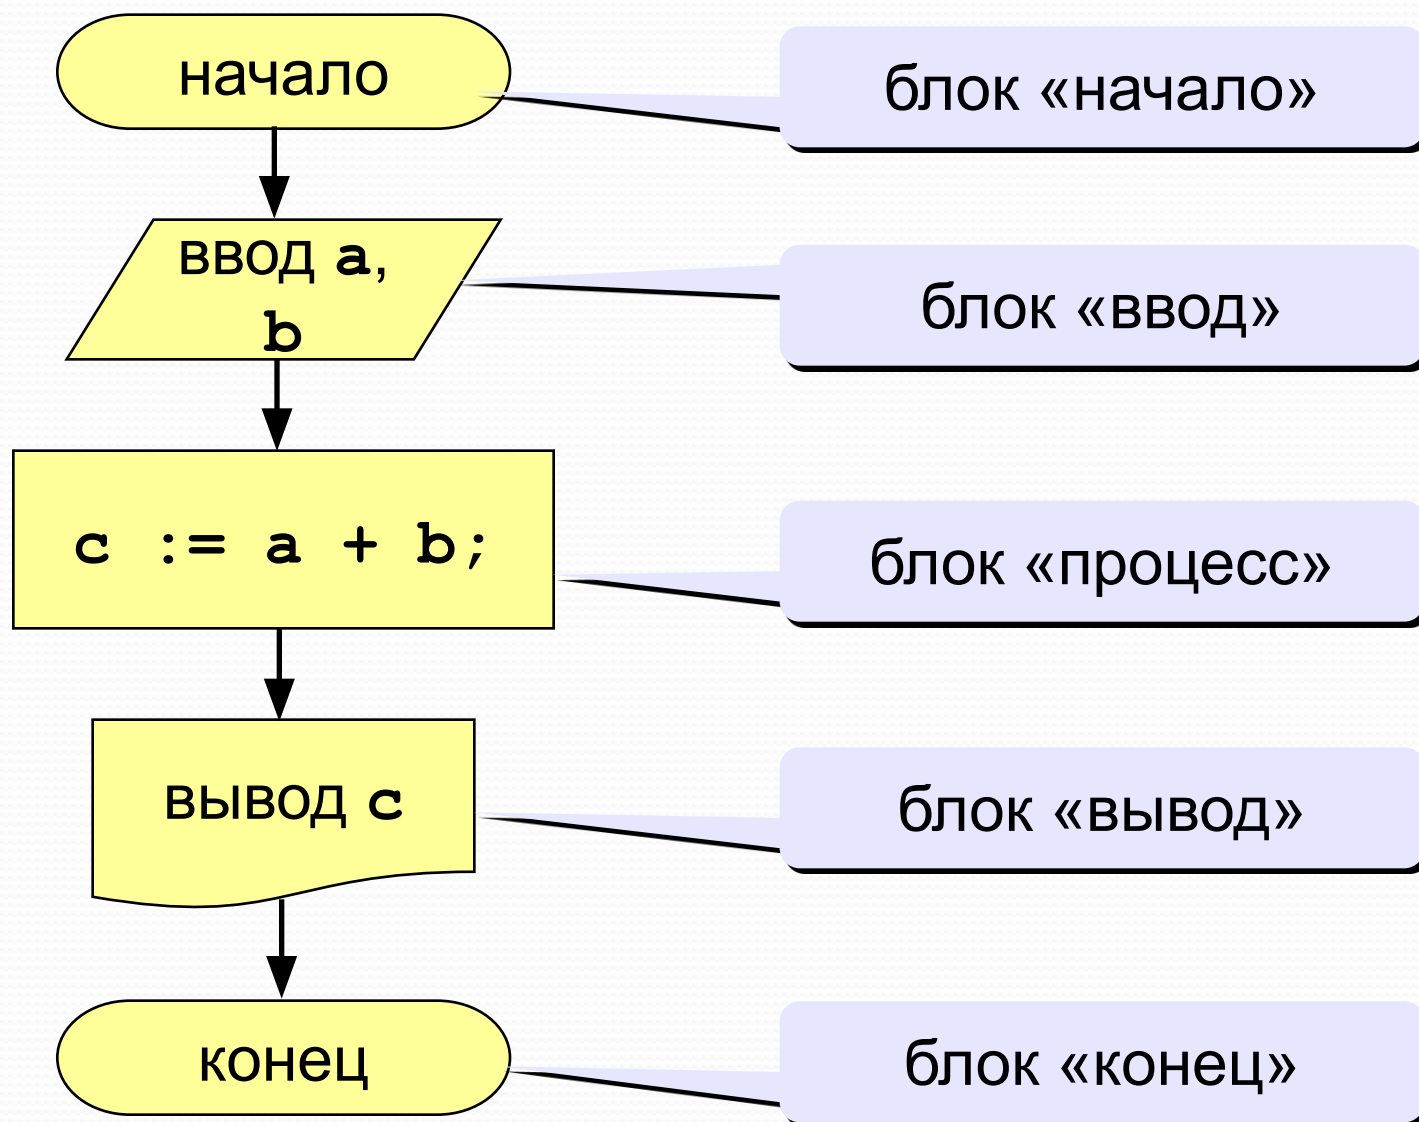 начало
блок «начало»
ввод a,
b
блок «ввод»
c := a + b;
блок «процесс»
вывод c
блок «вывод»
конец
блок «конец»